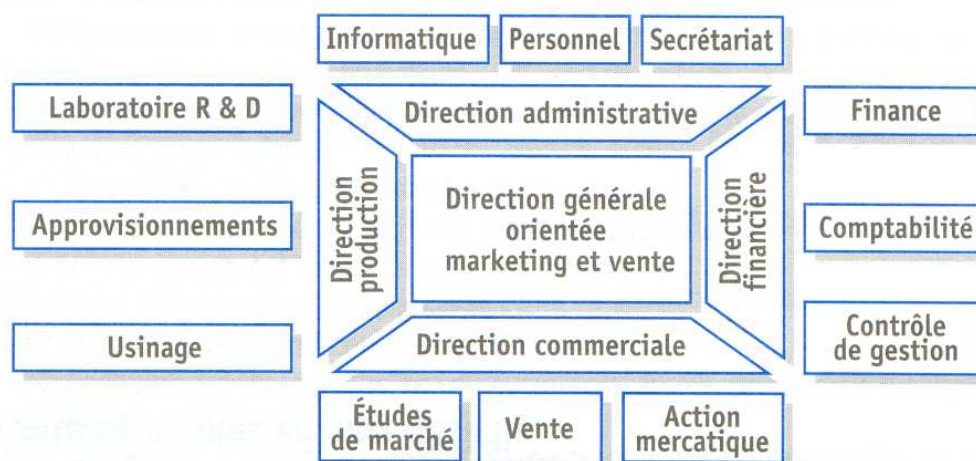 Informatique
Personnel
Secrétariat
Laboratoire R & D
Direction administrative
Finance
Approvisionnements
Direction
production
Direction générale
orientée
marketing et vente
Direction
financière
Comptabilité
Usinage
Direction commerciale
Contrôle
de gestion
Études
de marché
Vente
Action
mercatique